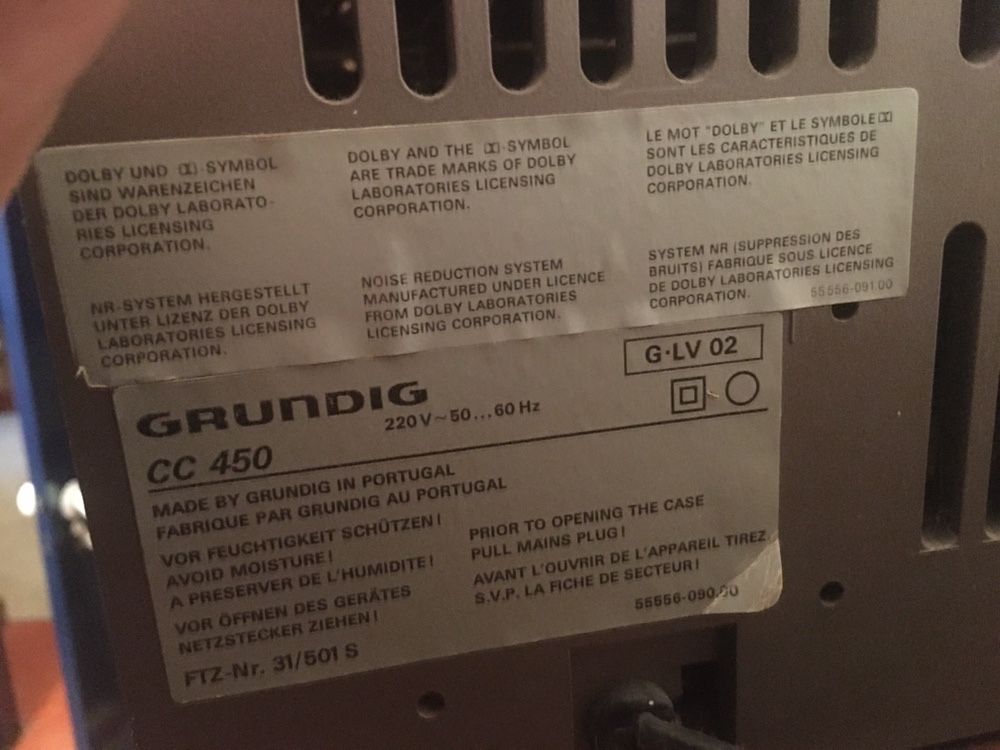 DOLBY UND SYMBOL
SIND WARENZEICHEN
DER DOLBY LABORATO-
RIES LICENSING
CORPORATION.
NR-SYSTEM HERGESTELLT
UNTER LIZENZ DER DOLBY
LABORATORIES LICENSING
CORPORATION.
DOLBY AND THE -SYMBOL
ARE TRADE MARKS OF DOLBY
LABORATORIES LICENSING
CORPORATION.
NOISE REDUCTION SYSTEM
MANUFACTURED UNDER LICENCE
FROM DOLBY LABORATORIES
LICENSING CORPORATION.
LE MOT "DOLBY" ET LE SYMBOLE
SONT LES CARACTERISTIQUES DE
DOLBY LABORATORIES LICENSING
CORPORATION.
SYSTEM NR (SUPPRESSION DES
BRUITS) FABRIQUE SOUS LICENCE
DE DOLBY LABORATORIES LICENSING
CORPORATION.
55556-091.00
G·LV 02
GRUNDIG
220V~50...60Hz
CC 450
MADE BY GRUNDIG IN PORTUGAL
FABRIQUE PAR GRUNDIG AU PORTUGAL
VOR FEUCHTIGKEIT SCHÜTZEN!
AVOID MOISTURE!
A PRESERVER DE L'HUMIDITE!
VOR ÖFFNEN DES GERÄTES
NETZSTECKER ZIEHEN!
PRIOR TO OPENING THE CASE
PULL MAINS PLUG!
AVANT L'OUVRIR DE L'APPAREIL TIREZ
S.V.P. LA FICHE DE SECTEUR!
55556-090.00
FTZ-Nr. 31/501 S